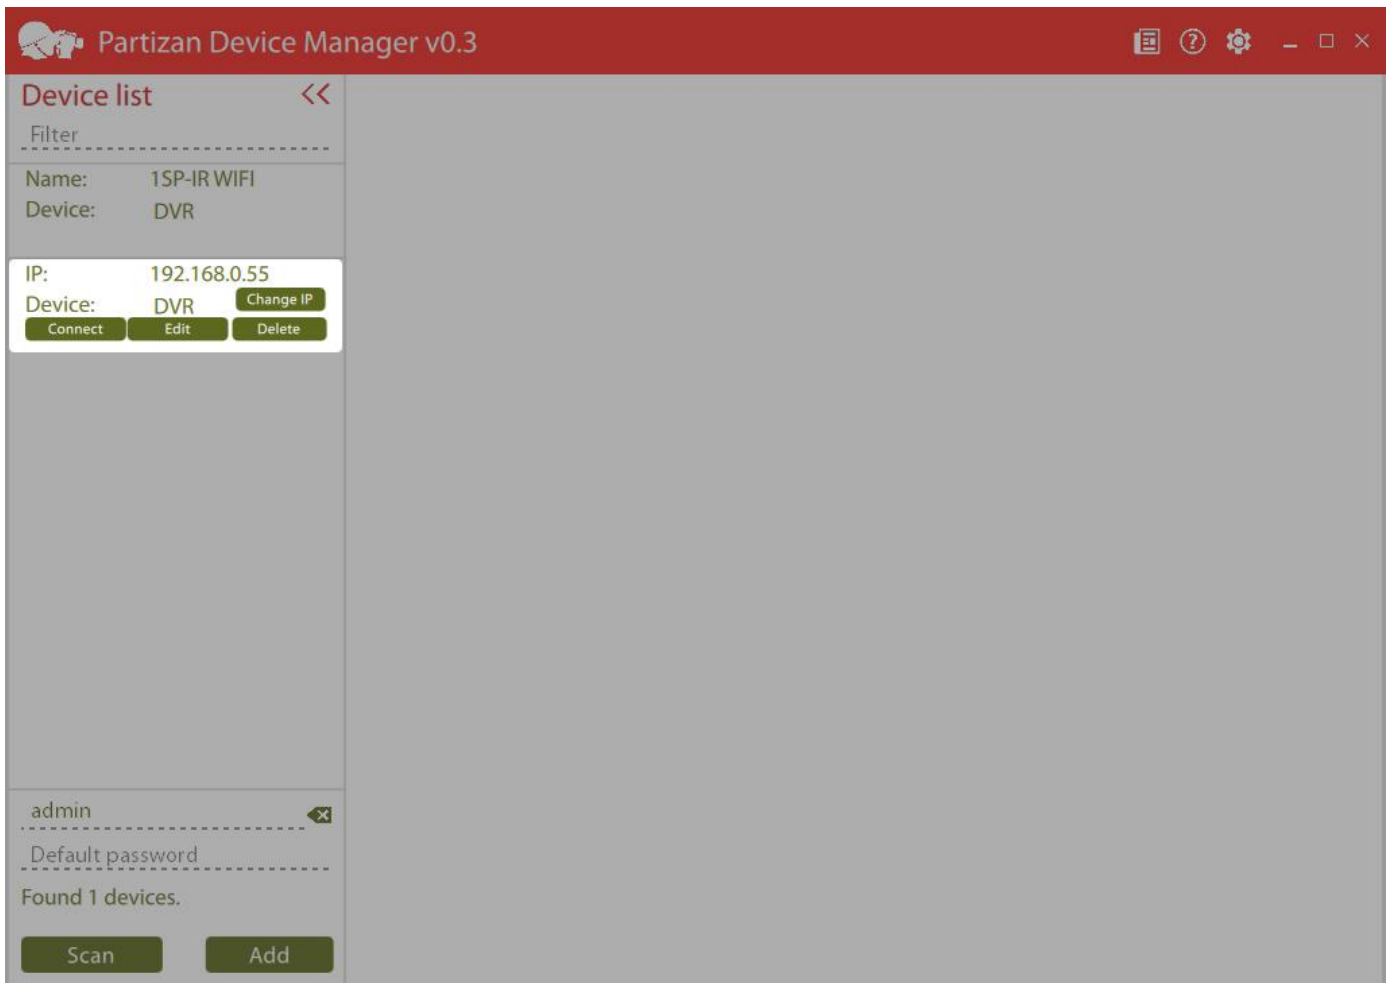 Partizan Device Manager v0.3
Device list <<
Filter
Name: 1SP-IR WIFI
Device: DVR
IP: 192.168.0.55
Device: DVR Change IP
Connect Edit Delete
admin
Default password
Found 1 devices.
Scan Add